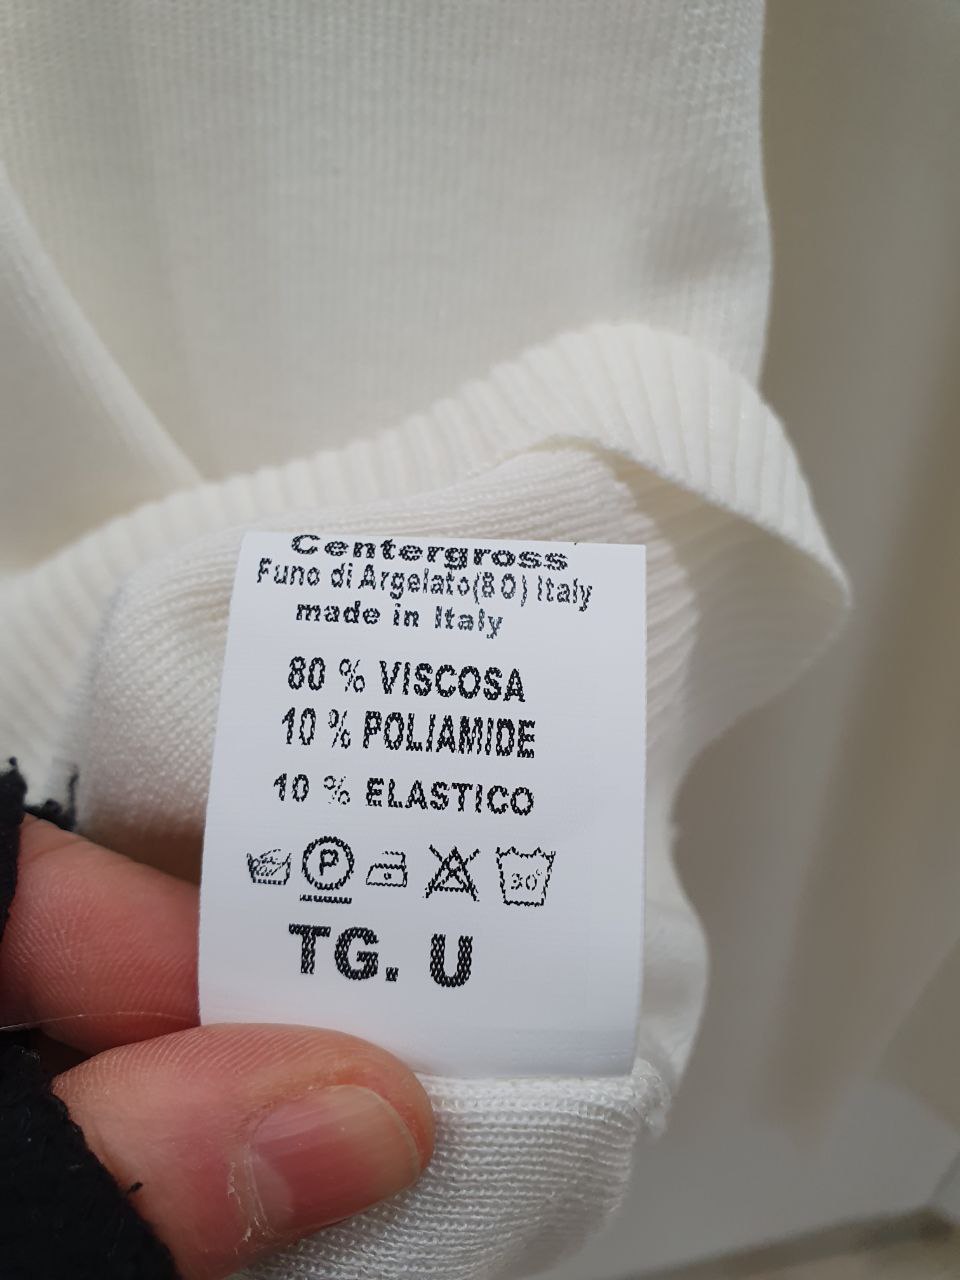 Centergross
Funo di Argelato(BO) Italy
made in Italy
80 % VISCOSA
10 % POLIAMIDE
10 % ELASTICO
P 30°
TG. U